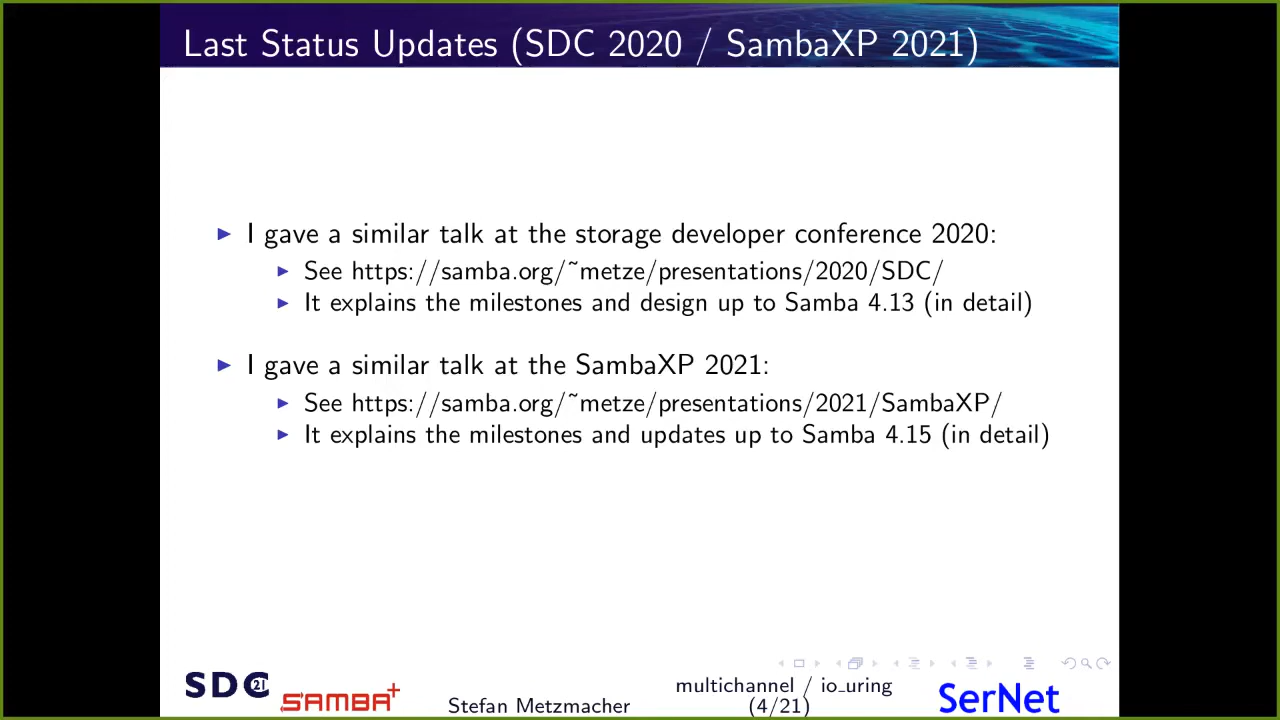 Last Status Updates (SDC 2020 / SambaXP 2021)
I gave a similar talk at the storage developer conference 2020:
See https://samba.org/~metze/presentations/2020/SDC/
It explains the milestones and design up to Samba 4.13 (in detail)
I gave a similar talk at the SambaXP 2021:
See https://samba.org/~metze/presentations/2021/SambaXP/
It explains the milestones and updates up to Samba 4.15 (in detail)
SDC 21
SAMBA+
Stefan Metzmacher
multichannel / io_uring
(4/21)
SerNet